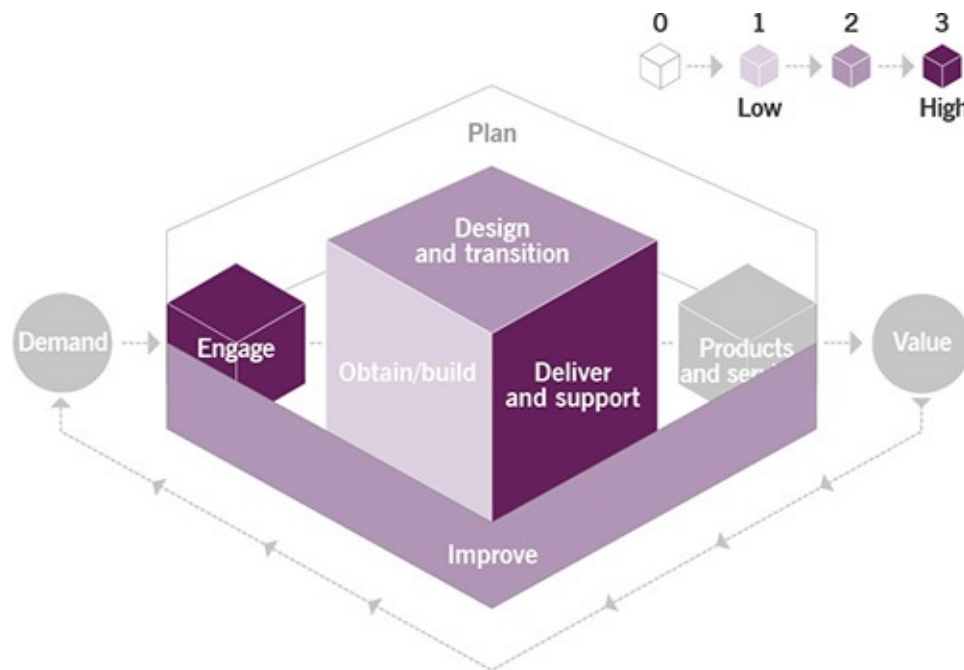 0 1 2 3
Low High
Plan
Design
and transition
Demand
Engage
Obtain/build
Deliver
and support
Products
and
Value
Improve